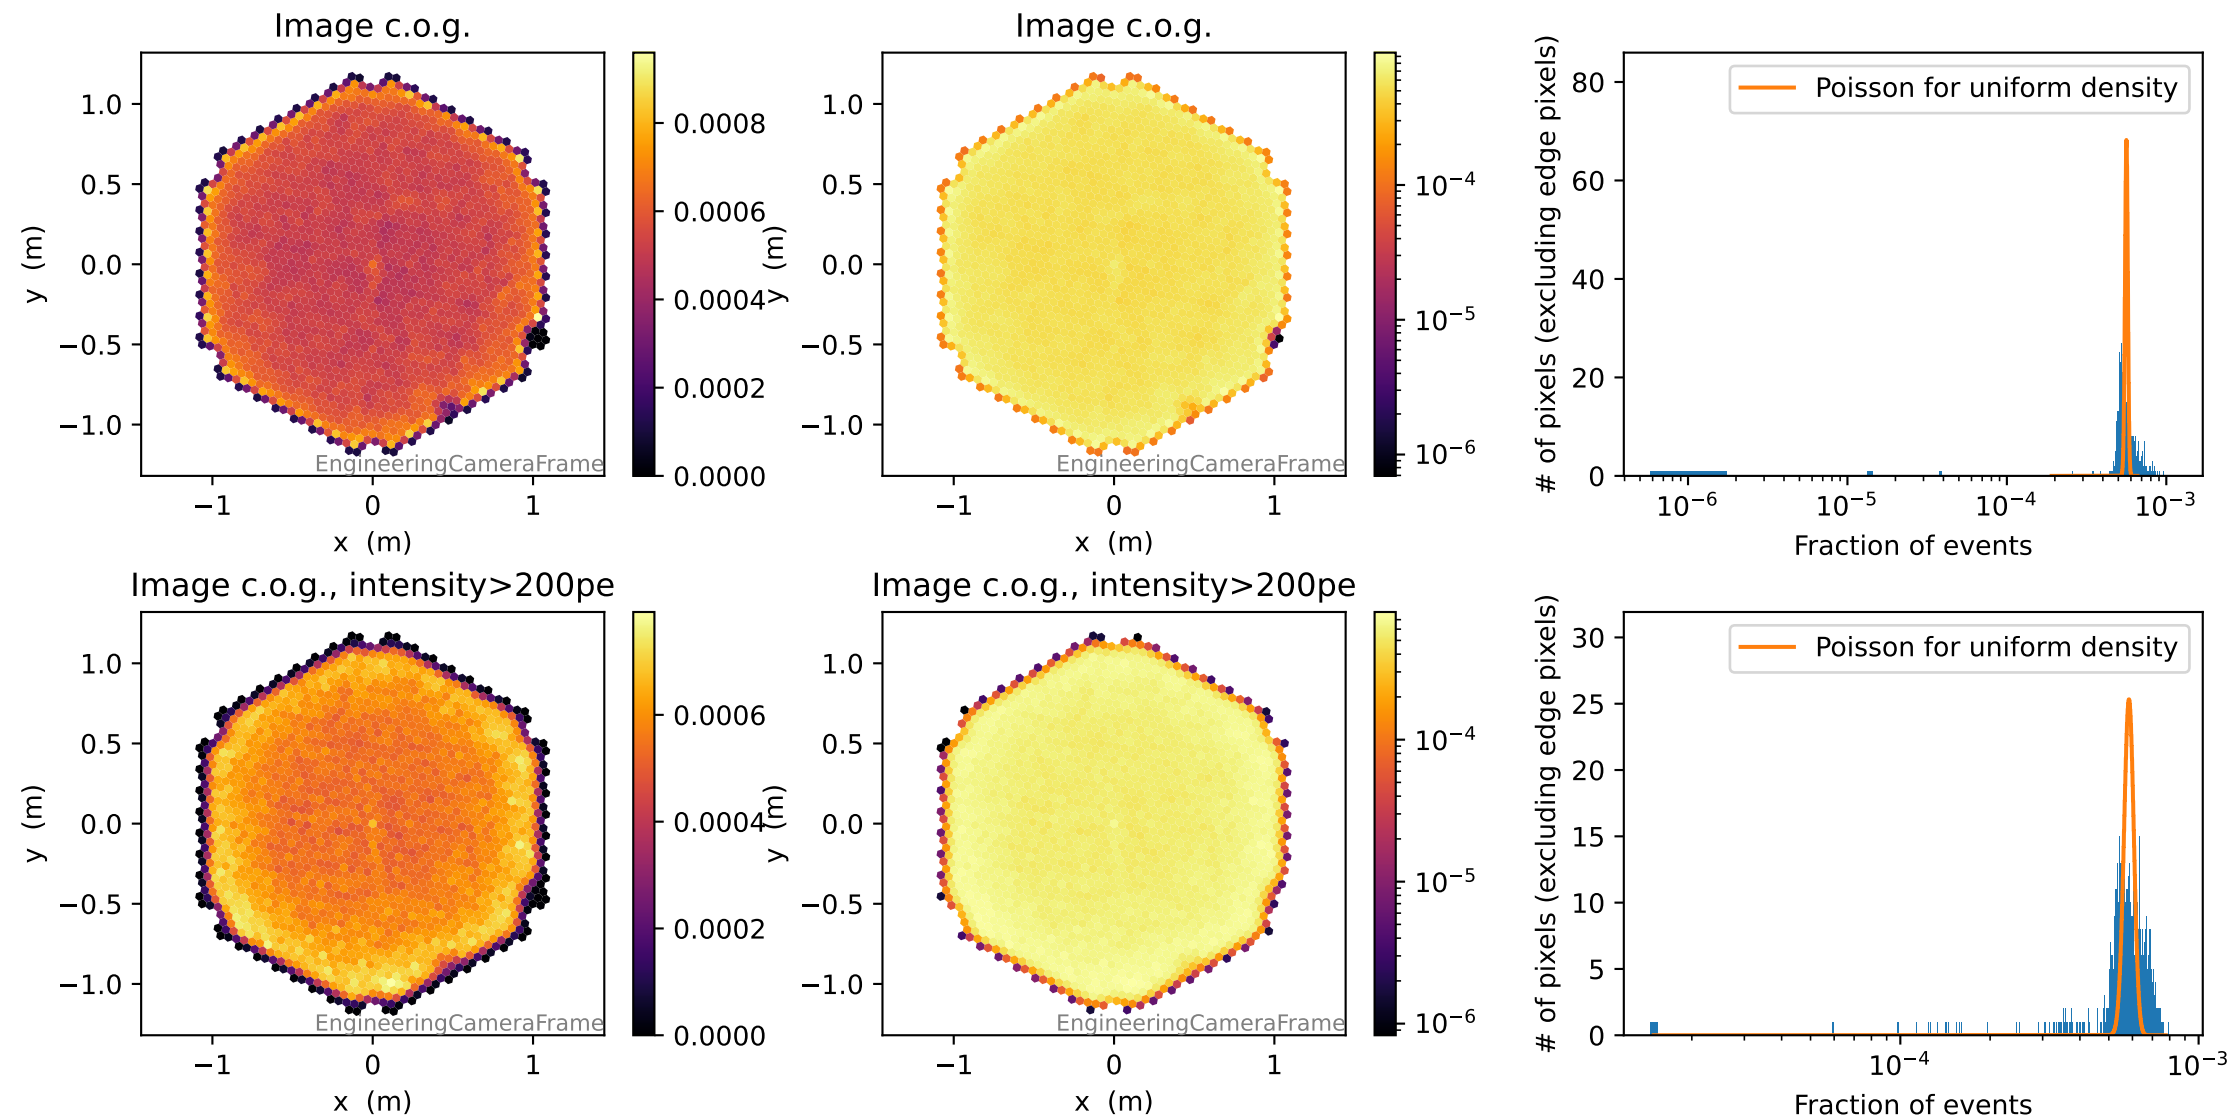 Image c.o.g.
1.0
0.5
0.0
−0.5
−1.0
y (m)
−1
0
1
x (m)
EngineeringCameraFrame
0.0008
0.0006
0.0004
0.0002
0.0000
Image c.o.g.
1.0
0.5
0.0
−0.5
−1.0
y (m)
−1
0
1
x (m)
EngineeringCameraFrame
10⁻⁴
10⁻⁵
10⁻⁶
# of pixels (excluding edge pixels)
80
60
40
20
0
Poisson for uniform density
10⁻⁶
10⁻⁵
10⁻⁴
10⁻³
Fraction of events
Image c.o.g., intensity>200pe
1.0
0.5
0.0
−0.5
−1.0
y (m)
−1
0
1
x (m)
EngineeringCameraFrame
0.0006
0.0004
0.0002
0.0000
Image c.o.g., intensity>200pe
1.0
0.5
0.0
−0.5
−1.0
y (m)
−1
0
1
x (m)
EngineeringCameraFrame
10⁻⁴
10⁻⁵
10⁻⁶
# of pixels (excluding edge pixels)
30
25
20
15
10
5
0
Poisson for uniform density
10⁻⁴
10⁻³
Fraction of events